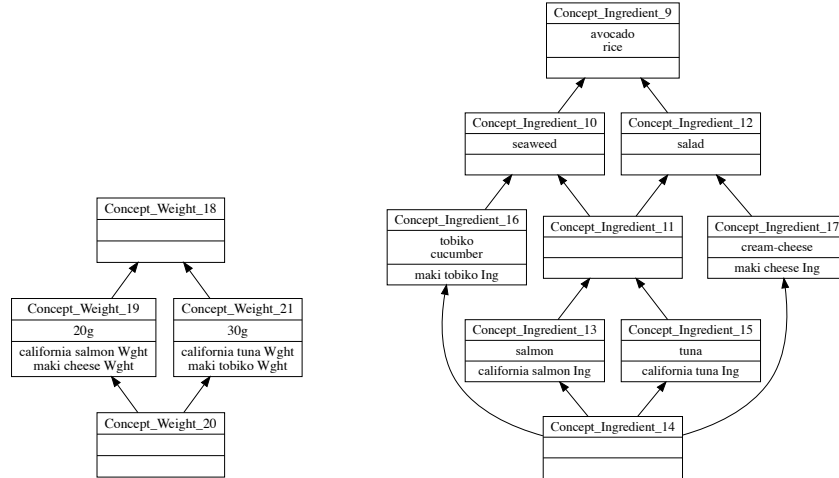 Concept_Weight_18
Concept_Weight_19
20g
california salmon Wght
maki cheese Wght
Concept_Weight_21
30g
california tuna Wght
maki tobiko Wght
Concept_Weight_20
Concept_Ingredient_9
avocado
rice
Concept_Ingredient_10
seaweed
Concept_Ingredient_12
salad
Concept_Ingredient_16
tobiko
cucumber
maki tobiko Ing
Concept_Ingredient_11
Concept_Ingredient_17
cream-cheese
maki cheese Ing
Concept_Ingredient_13
salmon
california salmon Ing
Concept_Ingredient_15
tuna
california tuna Ing
Concept_Ingredient_14